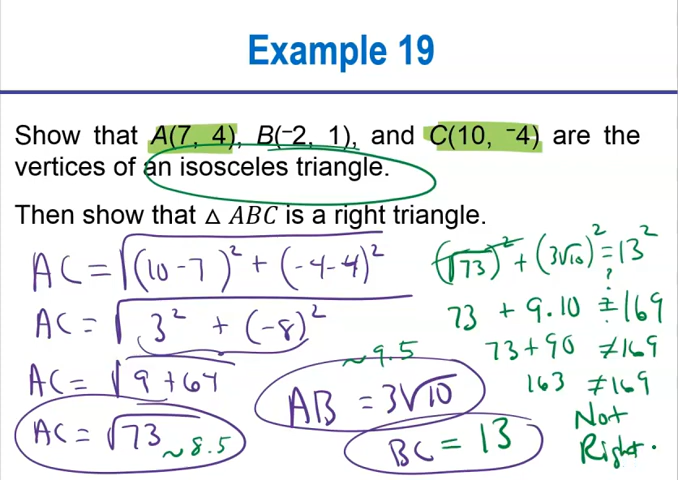 Example 19
Show that A(7, 4), B(⁻2, 1), and C(10, ⁻4) are the
vertices of an isosceles triangle.
Then show that △ ABC is a right triangle.
AC = √((10-7)² + (-4-4)²)
AC = √(3² + (-8)²)
AC = √(9+64)
AC = √73
~8.5
~9.5
AB = 3√10
BC = 13
(√73)² + (3√10)² = 13²
?
73 + 9.10 ≟ 169
73+90 ≠169
163 ≠169
Not
Right.